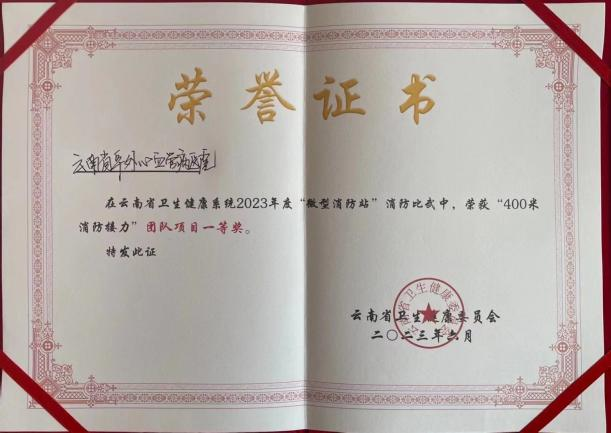 荣誉证书
云南省阜外心血管病医院
在云南省卫生健康系统2023年度“微型消防站”消防比武中，荣获“400米
消防接力”团队项目一等奖。
特发此证
云南省卫生健康委员会
二〇二三年六月